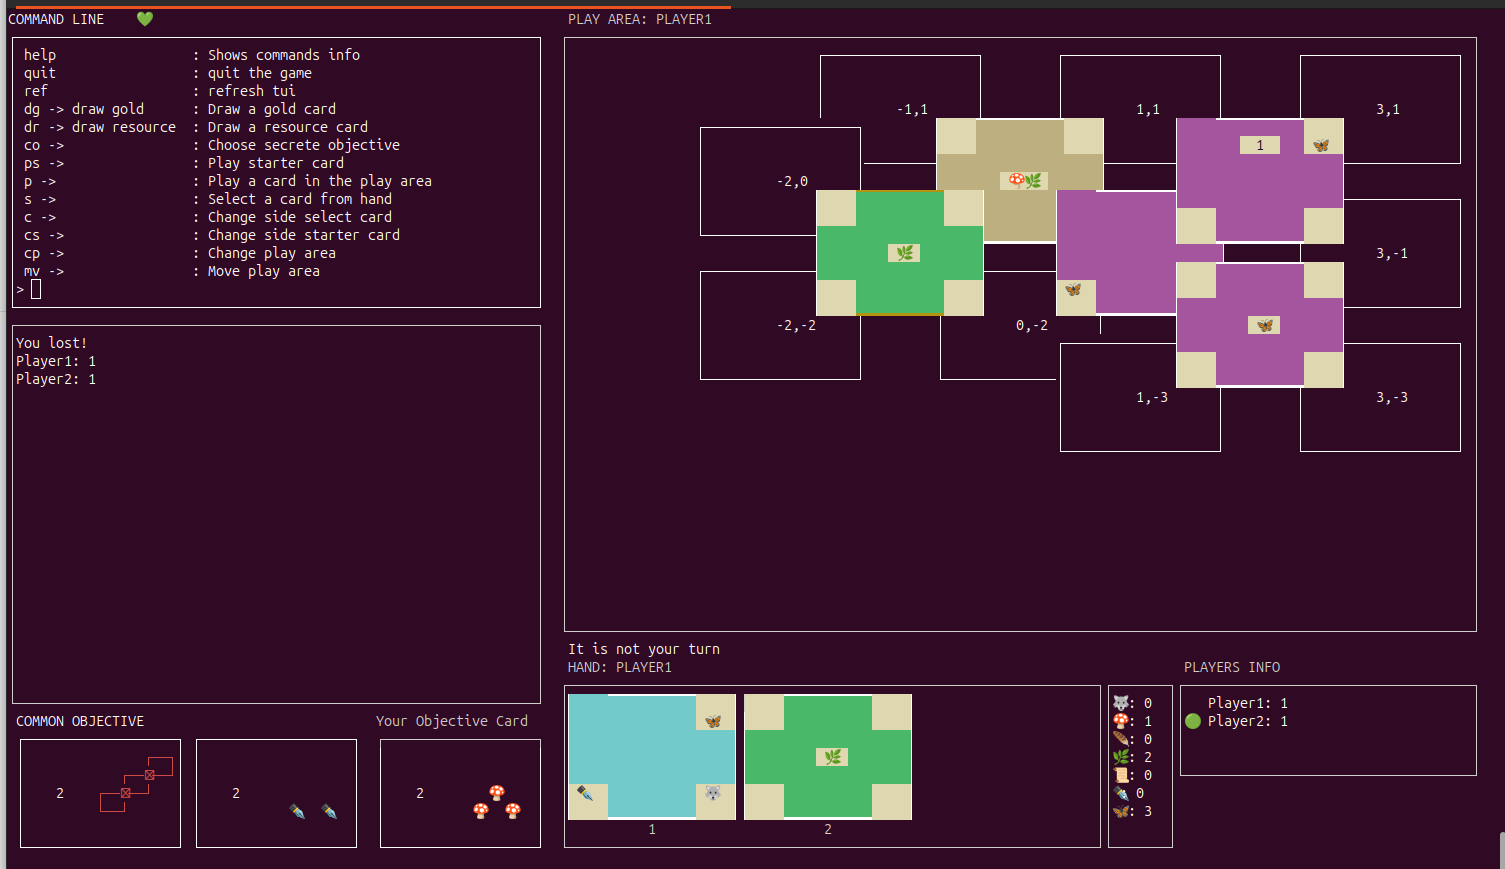 COMMAND LINE 💚
help : Shows commands info
quit : quit the game
ref : refresh tui
dg -> draw gold : Draw a gold card
dr -> draw resource : Draw a resource card
co -> : Choose secrete objective
ps -> : Play starter card
p -> : Play a card in the play area
s -> : Select a card from hand
c -> : Change side select card
cs -> : Change side starter card
cp -> : Change play area
mv -> : Move play area
>
You lost!
Player1: 1
Player2: 1
COMMON OBJECTIVE
2
2
Your Objective Card
2
PLAY AREA: PLAYER1
-1,1
1,1
3,1
1
-2,0
3,-1
-2,-2
0,-2
1,-3
3,-3
It is not your turn
HAND: PLAYER1
1
2
🐺: 0
🍄: 1
🪶: 0
🌿: 2
📜: 0
✒️ 0
🦋: 3
PLAYERS INFO
Player1: 1
🟢 Player2: 1